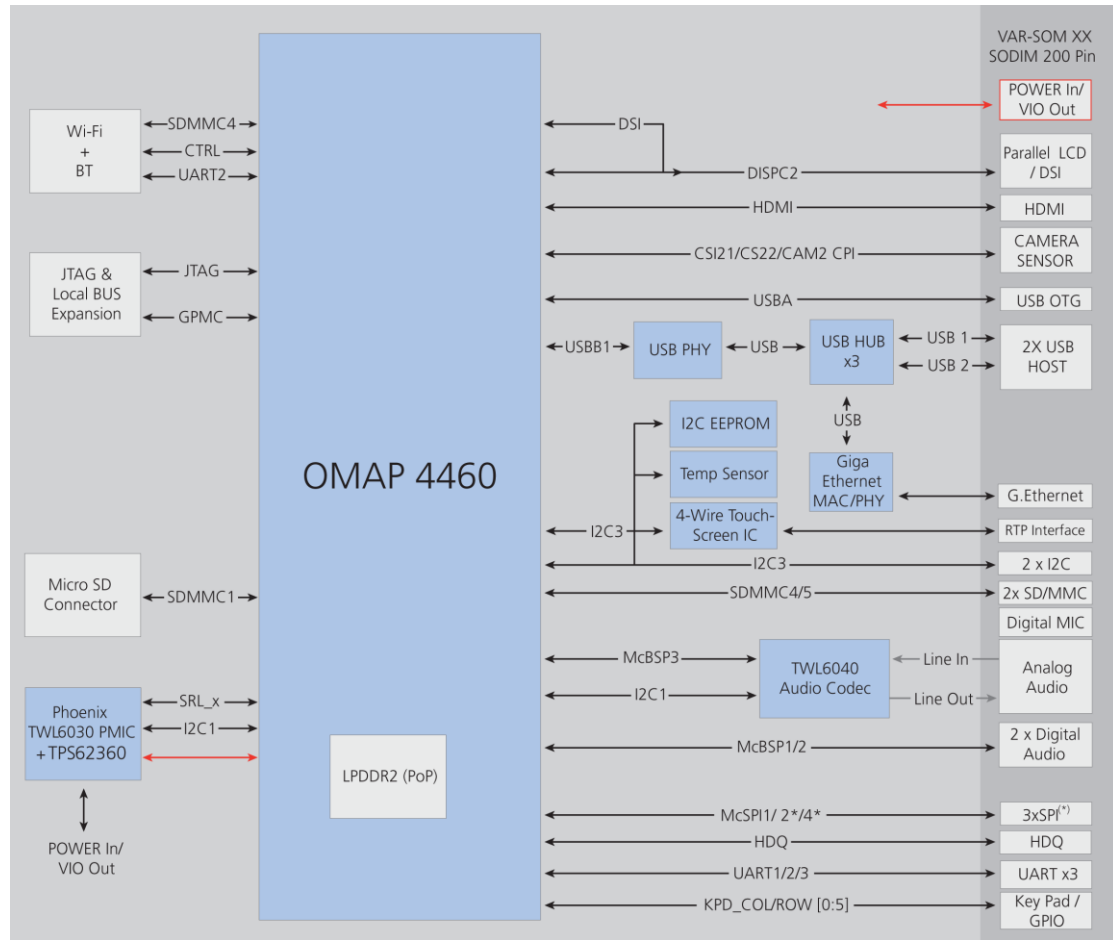 VAR-SOM XX
SODIM 200 Pin
POWER In/
VIO Out
Wi-Fi
+
BT
SDMMC4
CTRL
UART2
DSI
DISPC2
Parallel LCD
/ DSI
HDMI
HDMI
CSI21/CS22/CAM2 CPI
CAMERA
SENSOR
JTAG &
Local BUS
Expansion
JTAG
GPMC
USBA
USB OTG
USBB1
USB PHY
USB
USB HUB
x3
USB 1
USB 2
2X USB
HOST
USB
I2C EEPROM
Temp Sensor
Giga
Ethernet
MAC/PHY
G.Ethernet
OMAP 4460
I2C3
4-Wire Touch-
Screen IC
RTP Interface
I2C3
2 x I2C
Micro SD
Connector
SDMMC1
SDMMC4/5
2x SD/MMC
Digital MIC
McBSP3
I2C1
TWL6040
Audio Codec
Line In
Line Out
Analog
Audio
Phoenix
TWL6030 PMIC
+ TPS62360
SRL_x
I2C1
McBSP1/2
2 x Digital
Audio
LPDDR2 (PoP)
POWER In/
VIO Out
McSPI1/ 2*/4*
3xSPI(*)
HDQ
HDQ
UART1/2/3
UART x3
KPD_COL/ROW [0:5]
Key Pad /
GPIO